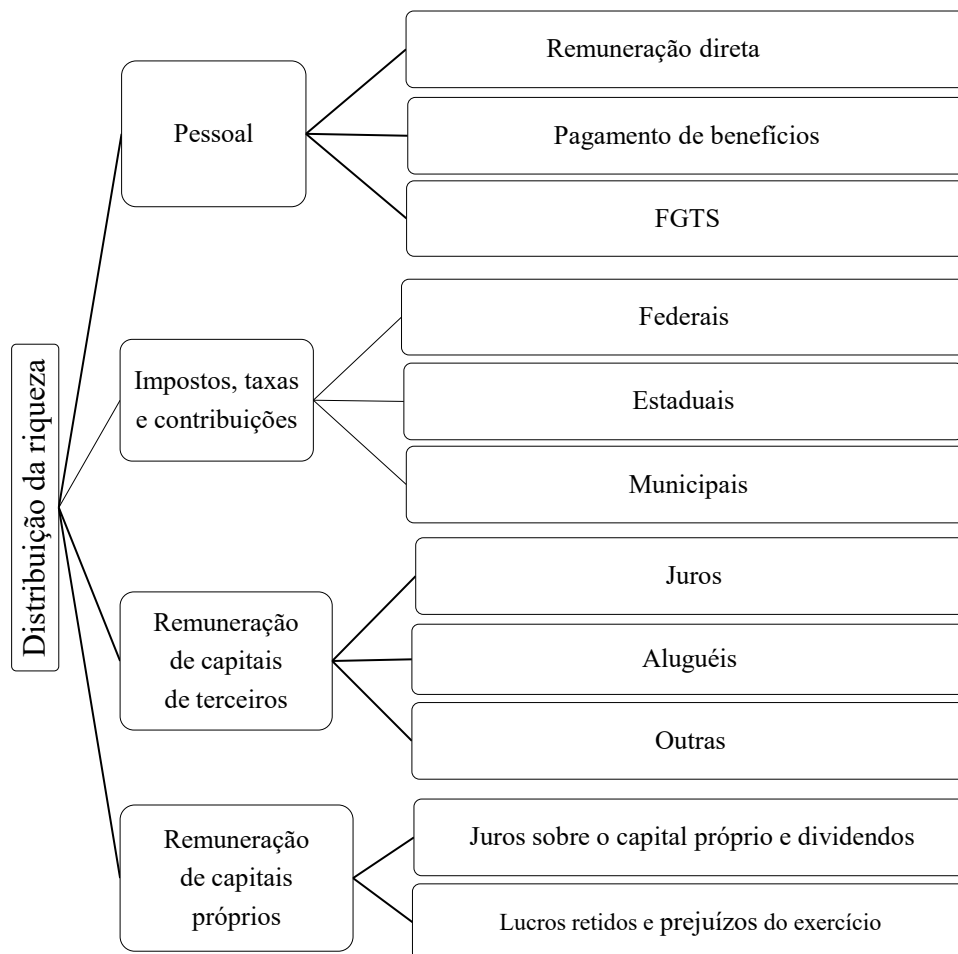 Distribuição da riqueza
Pessoal
Remuneração direta
Pagamento de benefícios
FGTS
Impostos, taxas
e contribuições
Federais
Estaduais
Municipais
Remuneração
de capitais
de terceiros
Juros
Aluguéis
Outras
Remuneração
de capitais
próprios
Juros sobre o capital próprio e dividendos
Lucros retidos e prejuízos do exercício